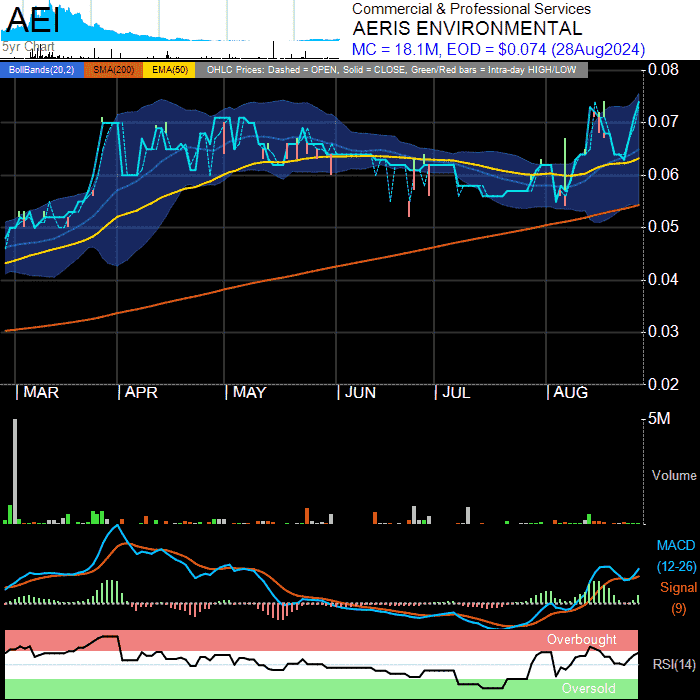 AEI
5yr Chart
Commercial & Professional Services
AERIS ENVIRONMENTAL
MC = 18.1M, EOD = $0.074 (28Aug2024)
BollBands(20,2) SMA(200) EMA(50) OHLC Prices: Dashed = OPEN, Solid = CLOSE, Green/Red bars = Intra-day HIGH/LOW
0.08
0.07
0.06
0.05
0.04
0.03
0.02
MAR APR MAY JUN JUL AUG
5M
Volume
MACD
(12-26)
Signal
(9)
Overbought
RSI(14)
Oversold